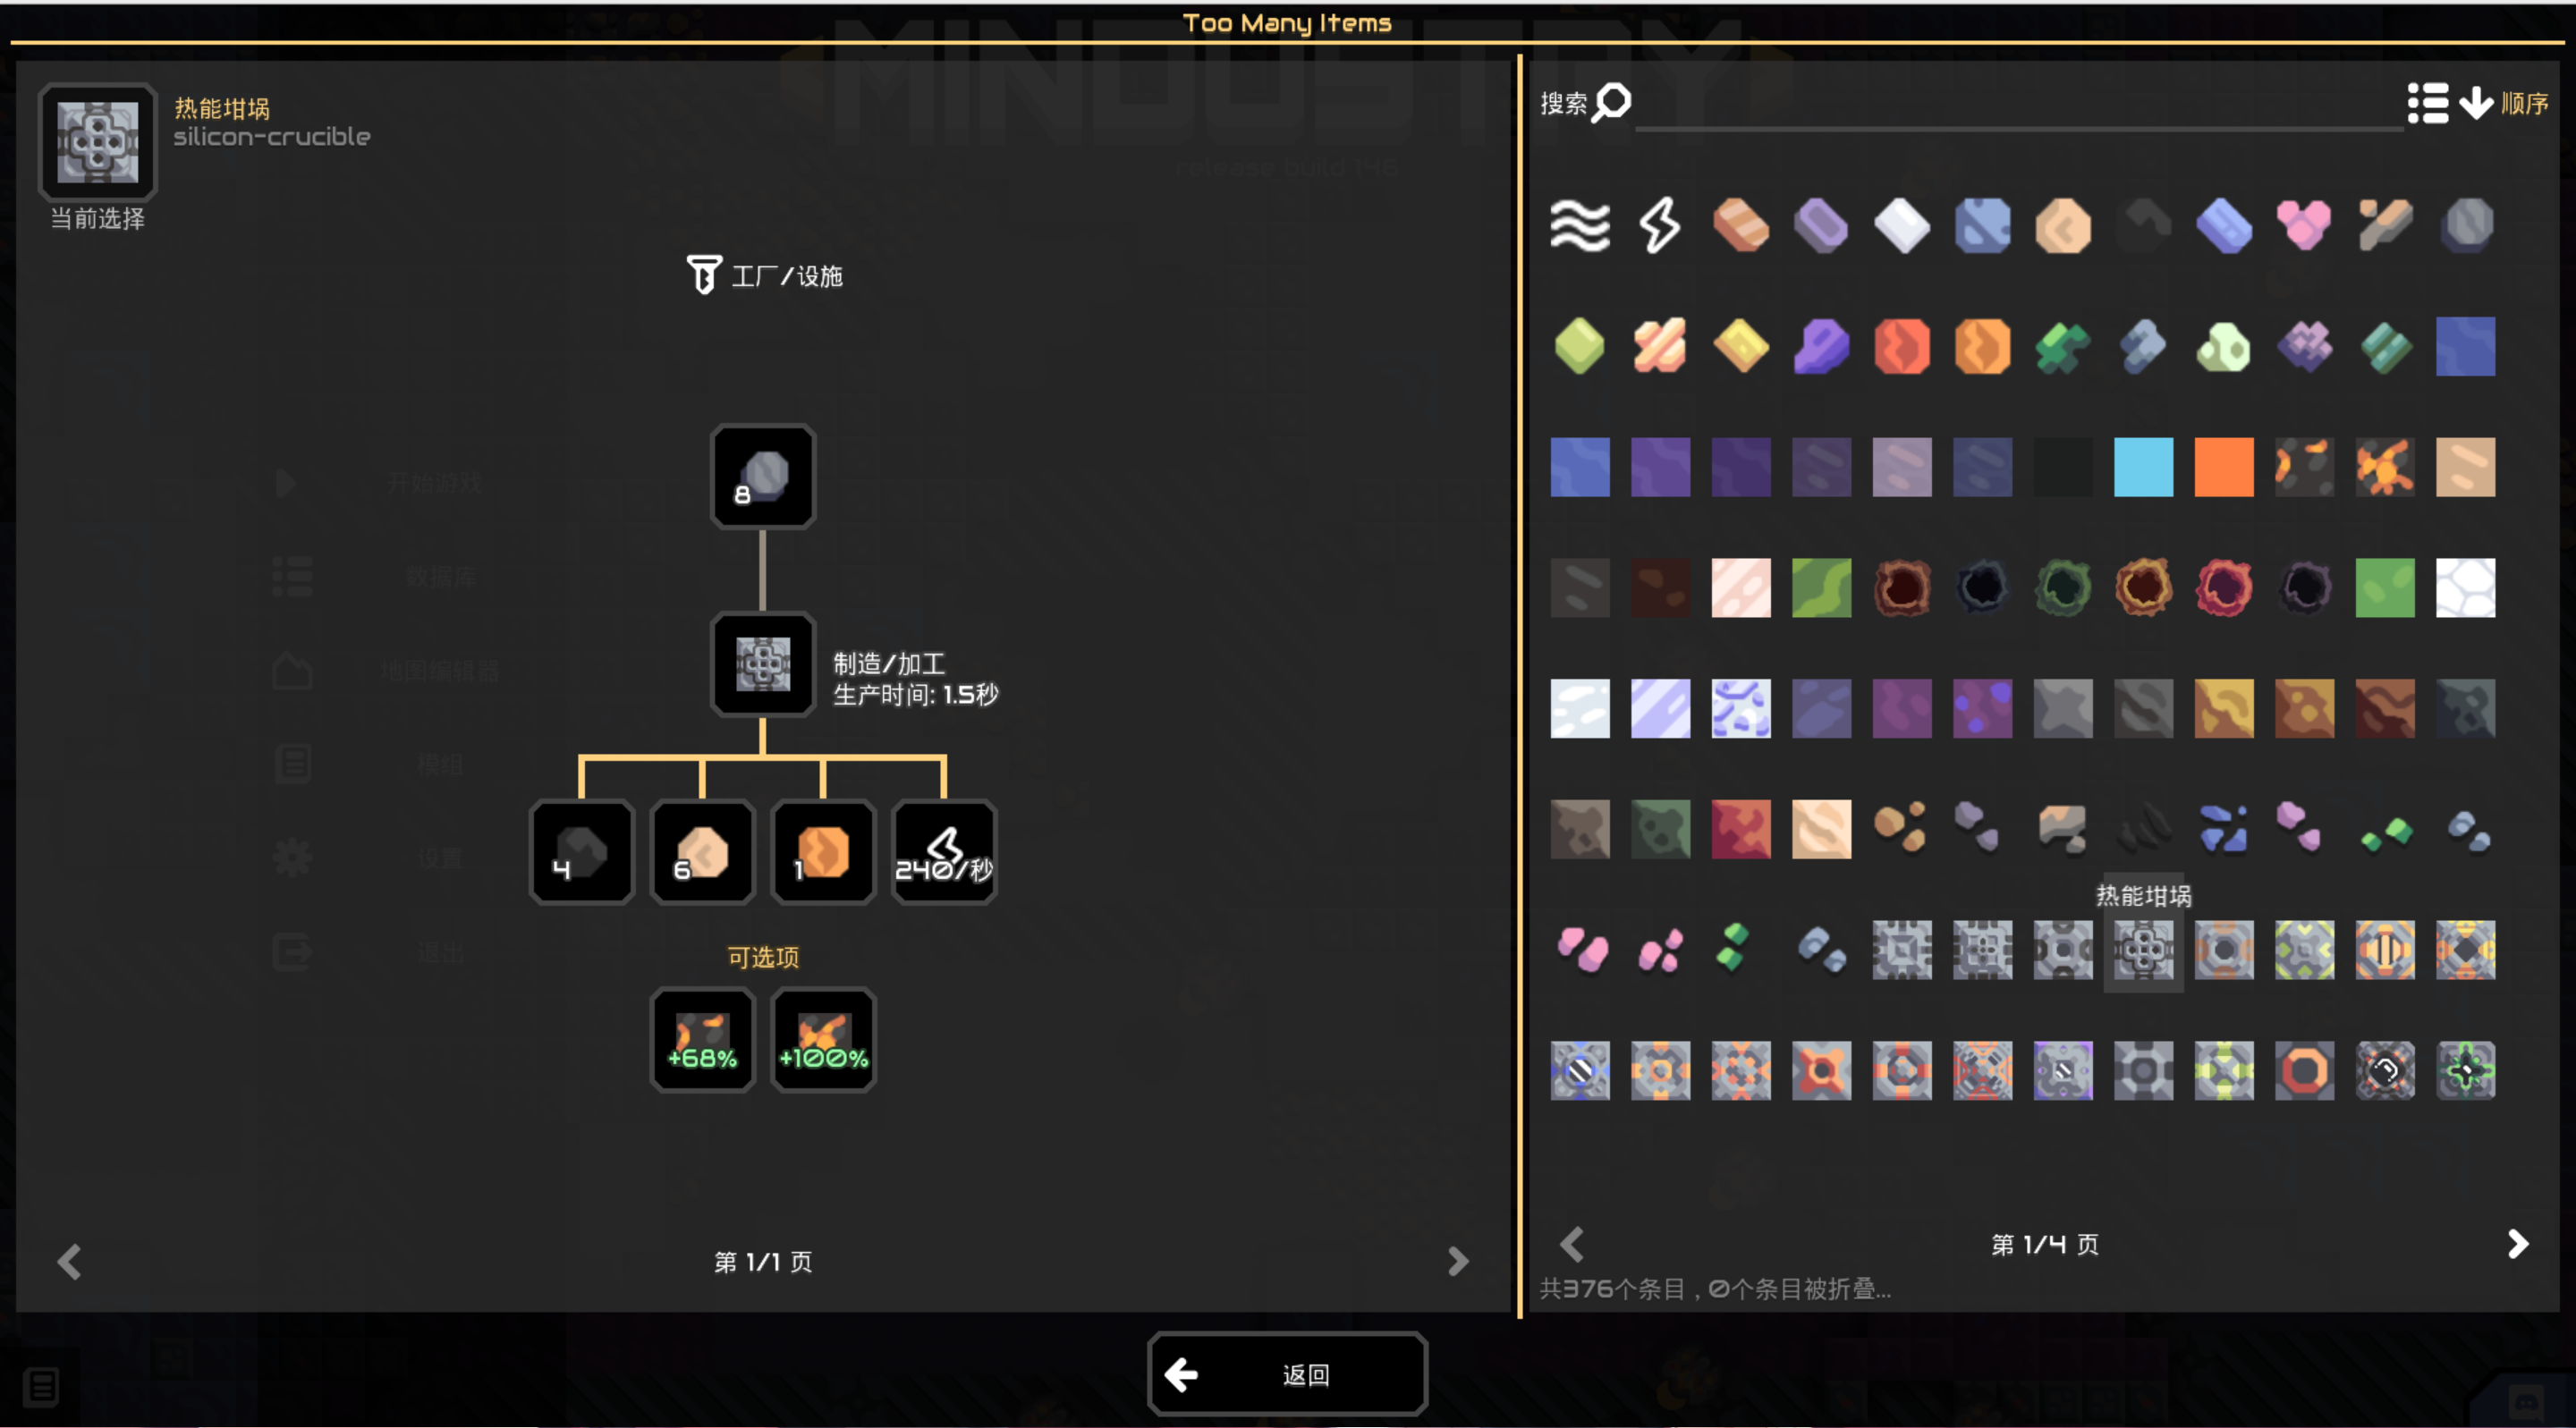 Too Many Items
MINDUSTRY
release build 146
热能坩埚
silicon-crucible
当前选择
工厂/设施
8
制造/加工
生产时间: 1.5秒
4
6
1
240/秒
可选项
+68%
+100%
第 1/1 页
开始游戏
数据库
地图编辑器
模组
设置
退出
搜索
顺序
热能坩埚
第 1/4 页
共376个条目，0个条目被折叠...
返回